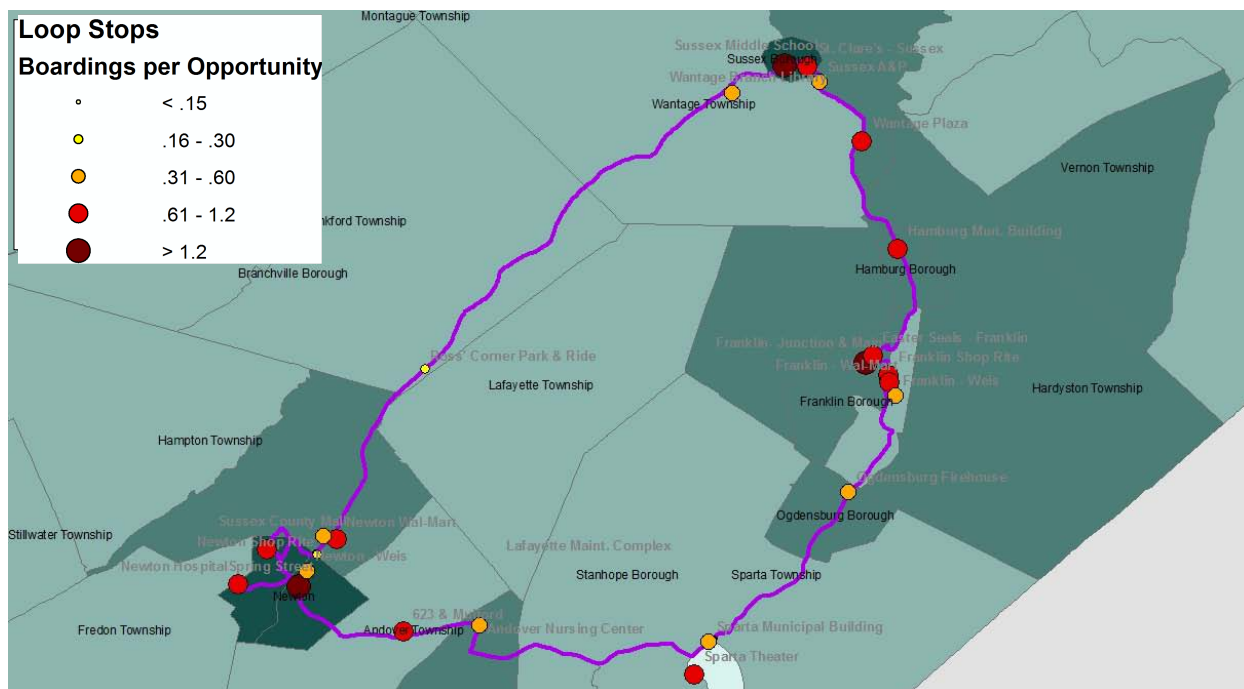 Loop Stops
Boardings per Opportunity
< .15
.16 - .30
.31 - .60
.61 - 1.2
> 1.2
Montague Township
Sussex Middle School
St. Clare's - Sussex
Sussex Borough
Sussex A&P
Wantage Branch Library
Wantage Township
Wantage Plaza
Vernon Township
nkford Township
Hamburg Mun. Building
Hamburg Borough
Branchville Borough
Franklin- Junction & Main
Easter Seals - Franklin
Ross' Corner Park & Ride
Franklin - Wal-Mart
Franklin Shop Rite
Lafayette Township
Franklin - Weis
Hardyston Township
Franklin Borough
Hampton Township
Ogdensburg Firehouse
Ogdensburg Borough
Sussex County Mall
Newton Wal-Mart
Stillwater Township
Newton Shop Rite
Newton - Weis
Lafayette Maint. Complex
Newton Hospital
Spring Street
Stanhope Borough
Sparta Township
Newton
623 & Mulford
Fredon Township
Andover Township
Andover Nursing Center
Sparta Municipal Building
Sparta Theater